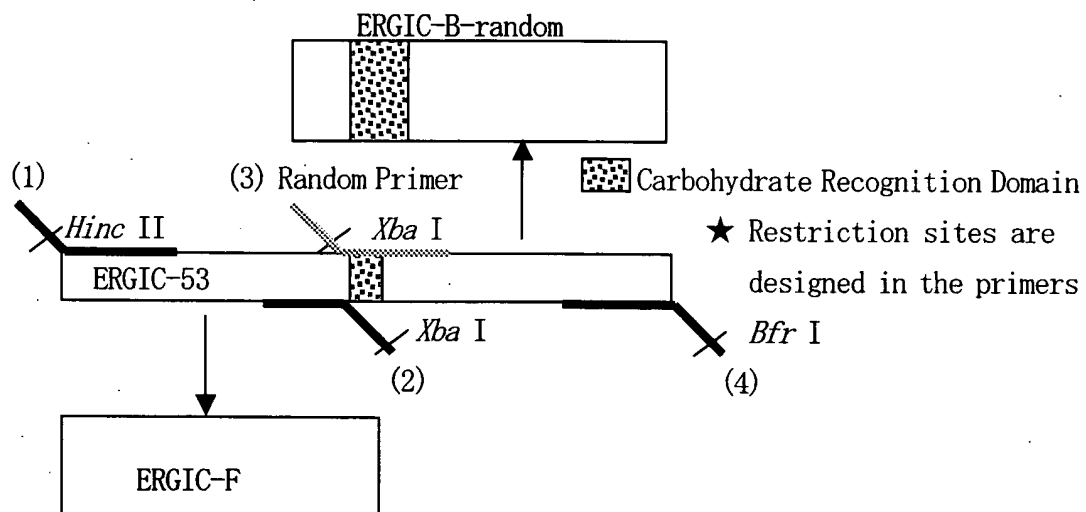 ERGIC-B-random
(1)
(3) Random Primer
Carbohydrate Recognition Domain
Hinc II
Xba I
★ Restriction sites are
designed in the primers
ERGIC-53
Xba I
Bfr I
(2)
(4)
ERGIC-F